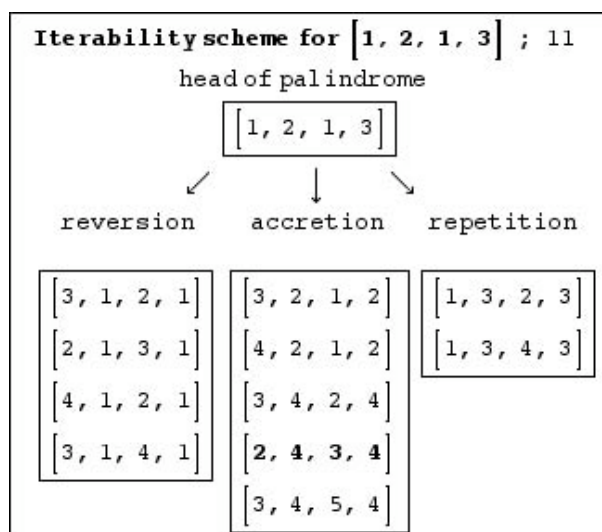 Iterability scheme for [1, 2, 1, 3] ; 11
head of palindrome
[1, 2, 1, 3]
reversion accretion repetition
[3, 1, 2, 1] [3, 2, 1, 2] [1, 3, 2, 3]
[2, 1, 3, 1] [4, 2, 1, 2] [1, 3, 4, 3]
[4, 1, 2, 1] [3, 4, 2, 4]
[3, 1, 4, 1] [2, 4, 3, 4]
[3, 4, 5, 4]